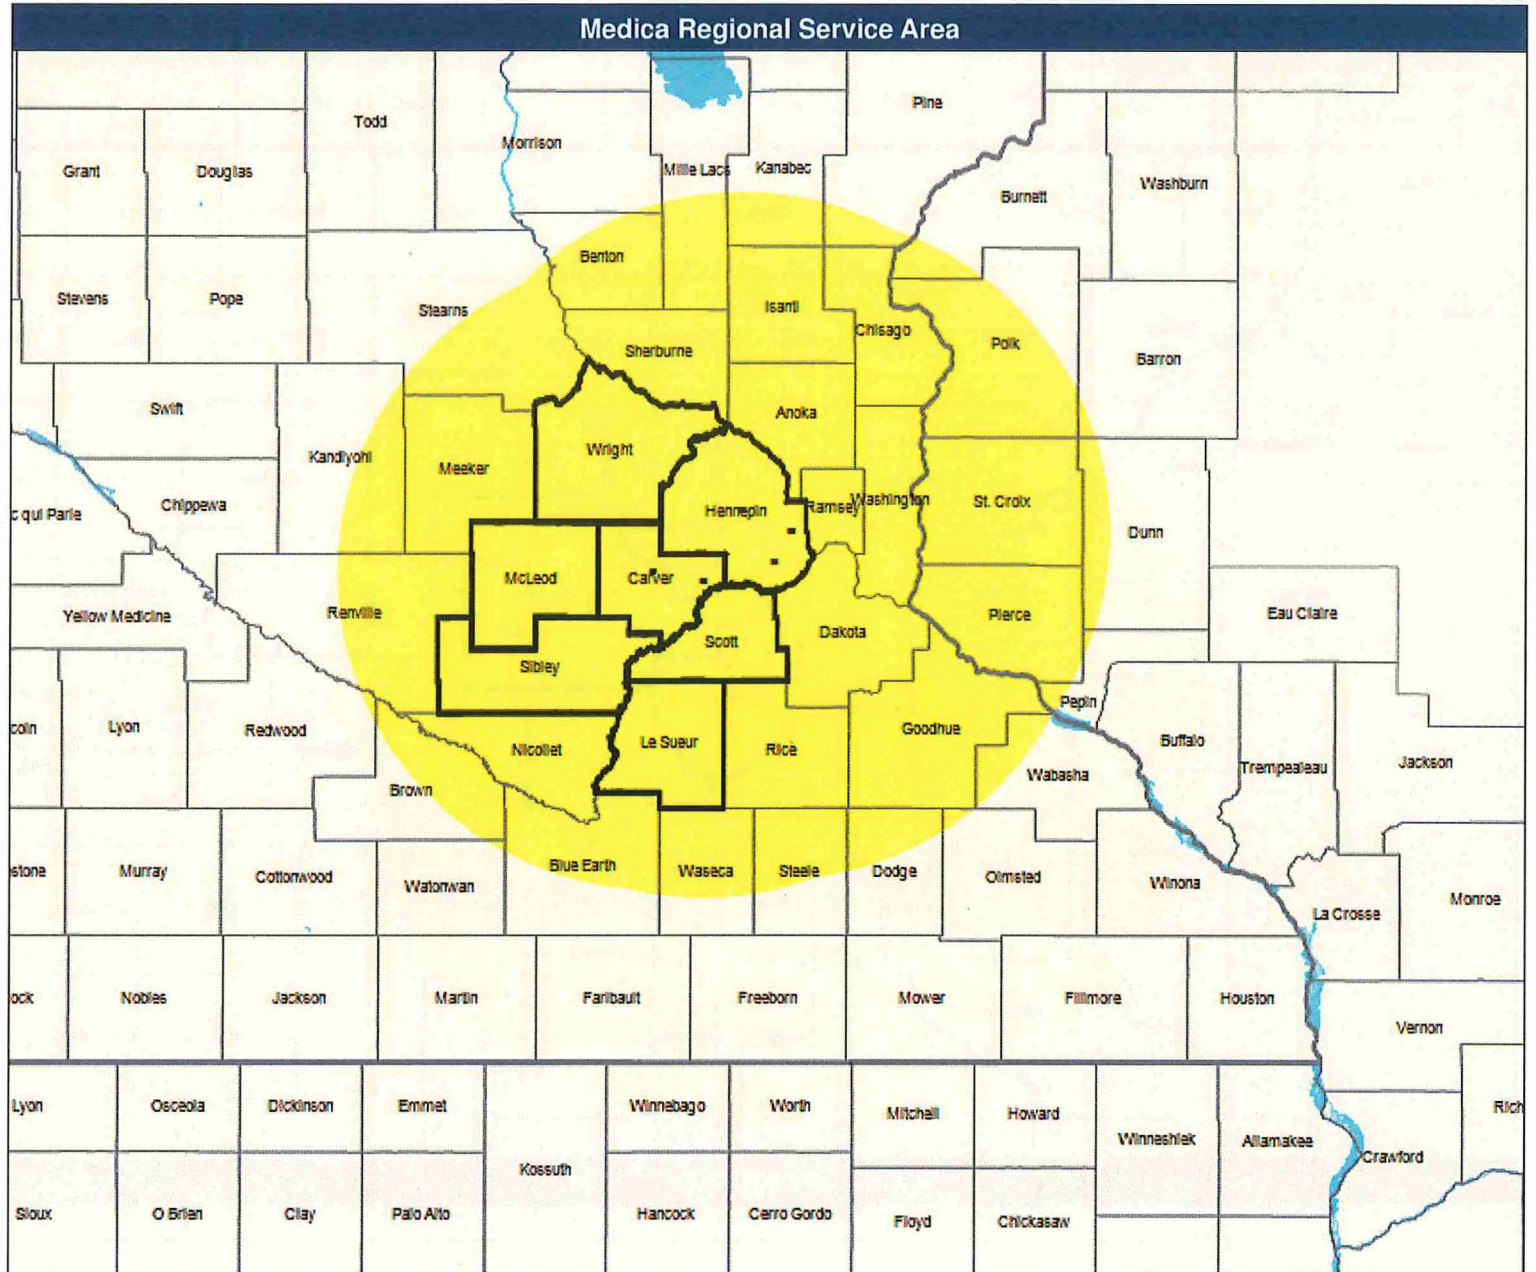 Medica Regional Service Area
Pine
Todd
Morrison
Grant
Douglas
Mille Lacs
Kanabec
Burnett
Washburn
Benton
Stevens
Pope
Stearns
Isanti
Chisago
Sherburne
Polk
Barron
Swift
Anoka
Wright
Kandiyohi
Meeker
Chippewa
Hennepin
Ramsey
Washington
St. Croix
c qui Parle
Dunn
McLeod
Carver
Yellow Medicine
Renville
Pierce
Eau Claire
Scott
Dakota
Sibley
Pepin
coln
Lyon
Redwood
Nicollet
Le Sueur
Rice
Goodhue
Buffalo
Trempealeau
Jackson
Brown
Wabasha
stone
Murray
Cottonwood
Watonwan
Blue Earth
Waseca
Steele
Dodge
Olmsted
Winona
La Crosse
Monroe
ock
Nobles
Jackson
Martin
Faribault
Freeborn
Mower
Fillmore
Houston
Vernon
Lyon
Osceola
Dickinson
Emmet
Winnebago
Worth
Mitchell
Howard
Rich
Winneshiek
Allamakee
Crawford
Kossuth
Sioux
O Brien
Clay
Palo Alto
Hancock
Cerro Gordo
Floyd
Chickasaw